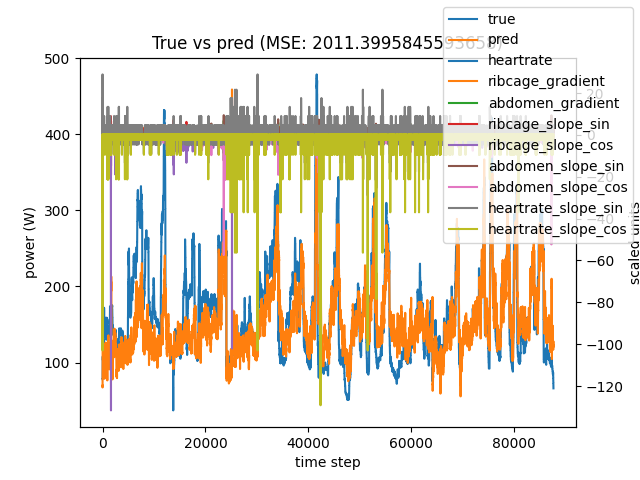 True vs pred (MSE: 2011.3995845593658)
true
pred
heartrate
ribcage_gradient
abdomen_gradient
ribcage_slope_sin
ribcage_slope_cos
abdomen_slope_sin
abdomen_slope_cos
heartrate_slope_sin
heartrate_slope_cos
500
400
300
200
100
power (W)
20
0
−20
−40
−60
−80
−100
−120
scaled units
0
20000
40000
60000
80000
time step